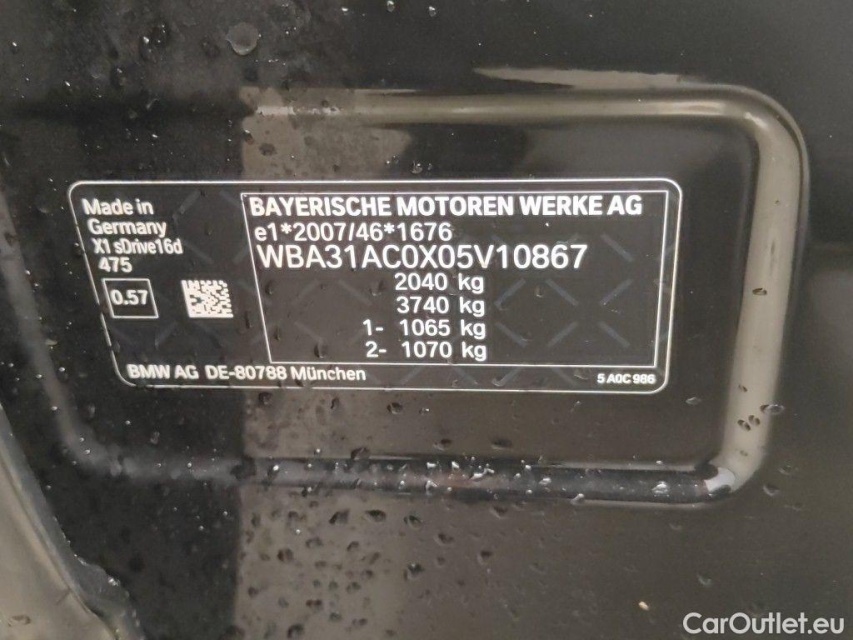 Made in
Germany
X1 sDrive16d
475
0.57
BAYERISCHE MOTOREN WERKE AG
e1*2007/46*1676
WBA31AC0X05V10867
2040 kg
3740 kg
1- 1065 kg
2- 1070 kg
BMW AG DE-80788 München
5 A0C 986
CarOutlet.eu